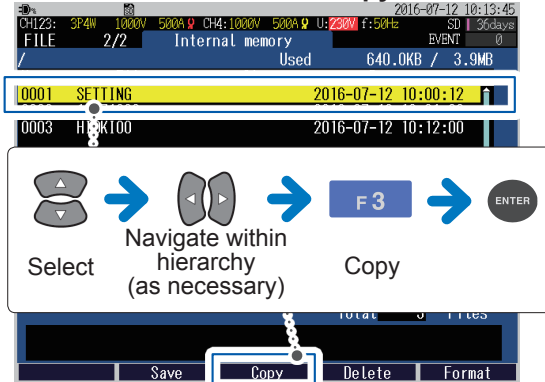 2016-07-12 10:13:45
CH123: 3P4W 1000V 500A CH4:1000V 500A U:230V f:50Hz SD 36days
FILE 2/2 Internal memory EVENT 0
/ Used 640.0KB / 3.9MB
0001 SETTING 2016-07-12 10:00:12
0003 HIOKI00 2016-07-12 10:12:00
F 3
ENTER
Select
Navigate within
hierarchy
(as necessary)
Copy
Total 3 Files
Save Copy Delete Format